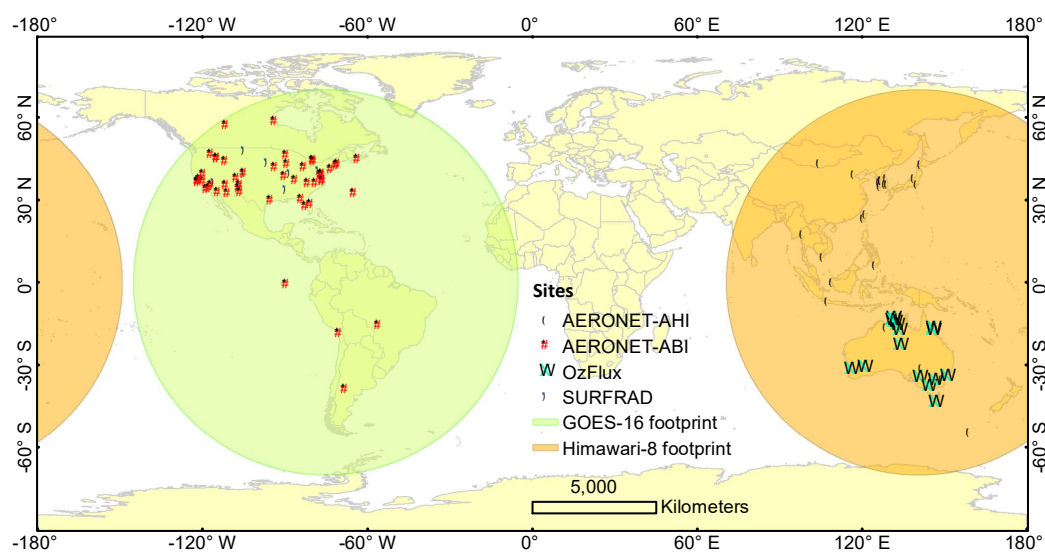 -180° -120° W -60° W 0° 60° E 120° E 180°
60° N 60° N
30° N 30° N
0° 0°
-30° S -30° S
-60° S -60° S
Sites
AERONET-AHI
AERONET-ABI
OzFlux
SURFRAD
GOES-16 footprint
Himawari-8 footprint
5,000
Kilometers
-180° -120° W -60° W 0° 60° E 120° E 180°